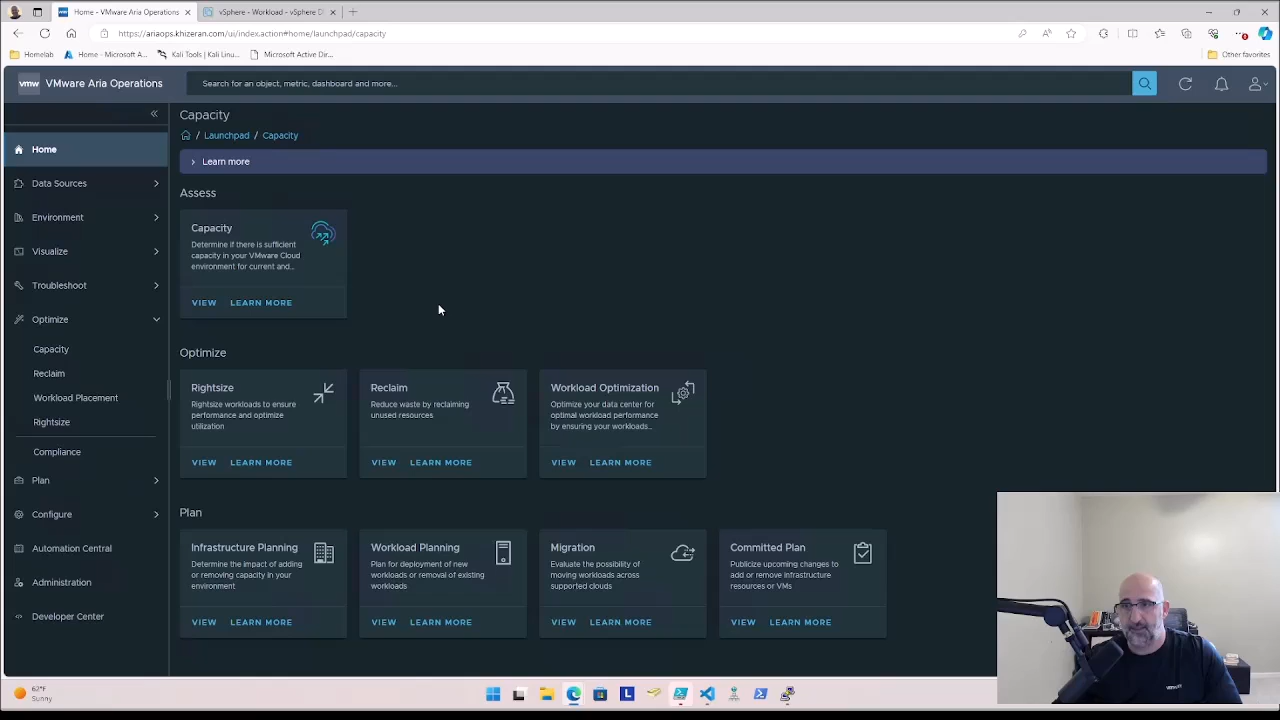 Home - VMware Aria Operations
vSphere - Workload - vSphere D
https://ariaops.khizeran.com/ui/index.action#home/launchpad/capacity
Homelab
Home - Microsoft A...
Kali Tools | Kali Linu...
Microsoft Active Dir...
Other favorites
vmw
VMware Aria Operations
Search for an object, metric, dashboard and more...
Home
Data Sources
Environment
Visualize
Troubleshoot
Optimize
Capacity
Reclaim
Workload Placement
Rightsize
Compliance
Plan
Configure
Automation Central
Administration
Developer Center
Capacity
/ Launchpad / Capacity
Learn more
Assess
Capacity
Determine if there is sufficient
capacity in your VMware Cloud
environment for current and...
VIEW LEARN MORE
Optimize
Rightsize
Rightsize workloads to ensure
performance and optimize
utilization
VIEW LEARN MORE
Reclaim
Reduce waste by reclaiming
unused resources
VIEW LEARN MORE
Workload Optimization
Optimize your data center for
optimal workload performance
by ensuring your workloads...
VIEW LEARN MORE
Plan
Infrastructure Planning
Determine the impact of adding
or removing capacity in your
environment
VIEW LEARN MORE
Workload Planning
Plan for deployment of new
workloads or removal of existing
workloads
VIEW LEARN MORE
Migration
Evaluate the possibility of
moving workloads across
supported clouds
VIEW LEARN MORE
Committed Plan
Publicize upcoming changes to
add or remove infrastructure
resources or VMs
VIEW LEARN MORE
62°F
Sunny